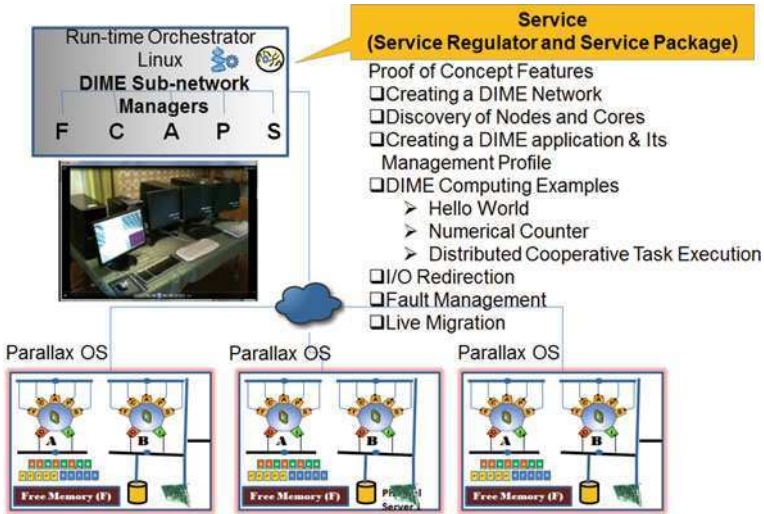 Service
(Service Regulator and Service Package)
Run-time Orchestrator
Linux
DIME Sub-network
Managers
F C A P S
Proof of Concept Features
❑Creating a DIME Network
❑Discovery of Nodes and Cores
❑Creating a DIME application & Its
Management Profile
❑DIME Computing Examples
➢ Hello World
➢ Numerical Counter
➢ Distributed Cooperative Task Execution
❑I/O Redirection
❑Fault Management
❑Live Migration
Parallax OS
Parallax OS
Parallax OS
A
B
A
B
A
B
Free Memory (F)
Free Memory (F)
Server
Free Memory (F)